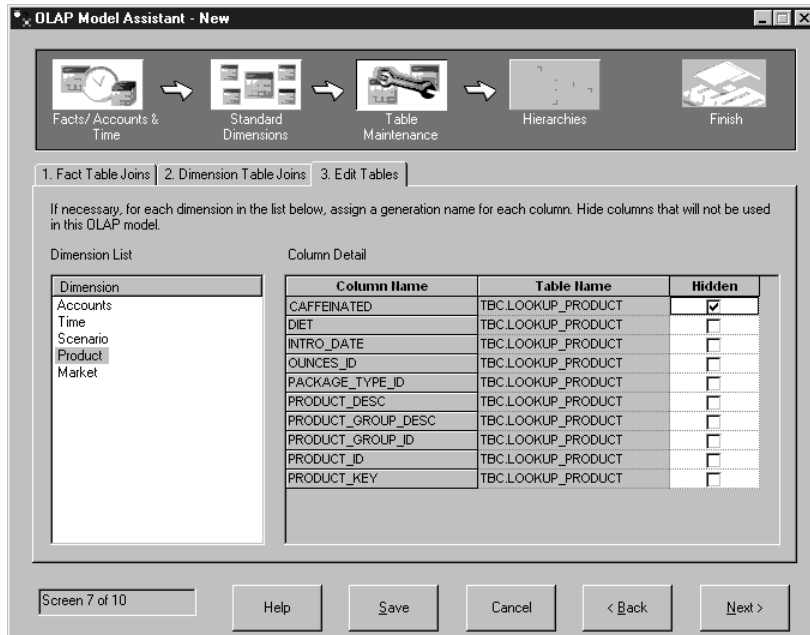 OLAP Model Assistant - New
Facts/ Accounts &
Time
Standard
Dimensions
Table
Maintenance
Hierarchies
Finish
1. Fact Table Joins
2. Dimension Table Joins
3. Edit Tables
If necessary, for each dimension in the list below, assign a generation name for each column. Hide columns that will not be used
in this OLAP model.
Dimension List
Column Detail
Dimension
Accounts
Time
Scenario
Product
Market
Column Name Table Name Hidden
CAFFEINATED TBC.LOOKUP_PRODUCT
DIET TBC.LOOKUP_PRODUCT
INTRO_DATE TBC.LOOKUP_PRODUCT
OUNCES_ID TBC.LOOKUP_PRODUCT
PACKAGE_TYPE_ID TBC.LOOKUP_PRODUCT
PRODUCT_DESC TBC.LOOKUP_PRODUCT
PRODUCT_GROUP_DESC TBC.LOOKUP_PRODUCT
PRODUCT_GROUP_ID TBC.LOOKUP_PRODUCT
PRODUCT_ID TBC.LOOKUP_PRODUCT
PRODUCT_KEY TBC.LOOKUP_PRODUCT
Screen 7 of 10
Help
Save
Cancel
< Back
Next >